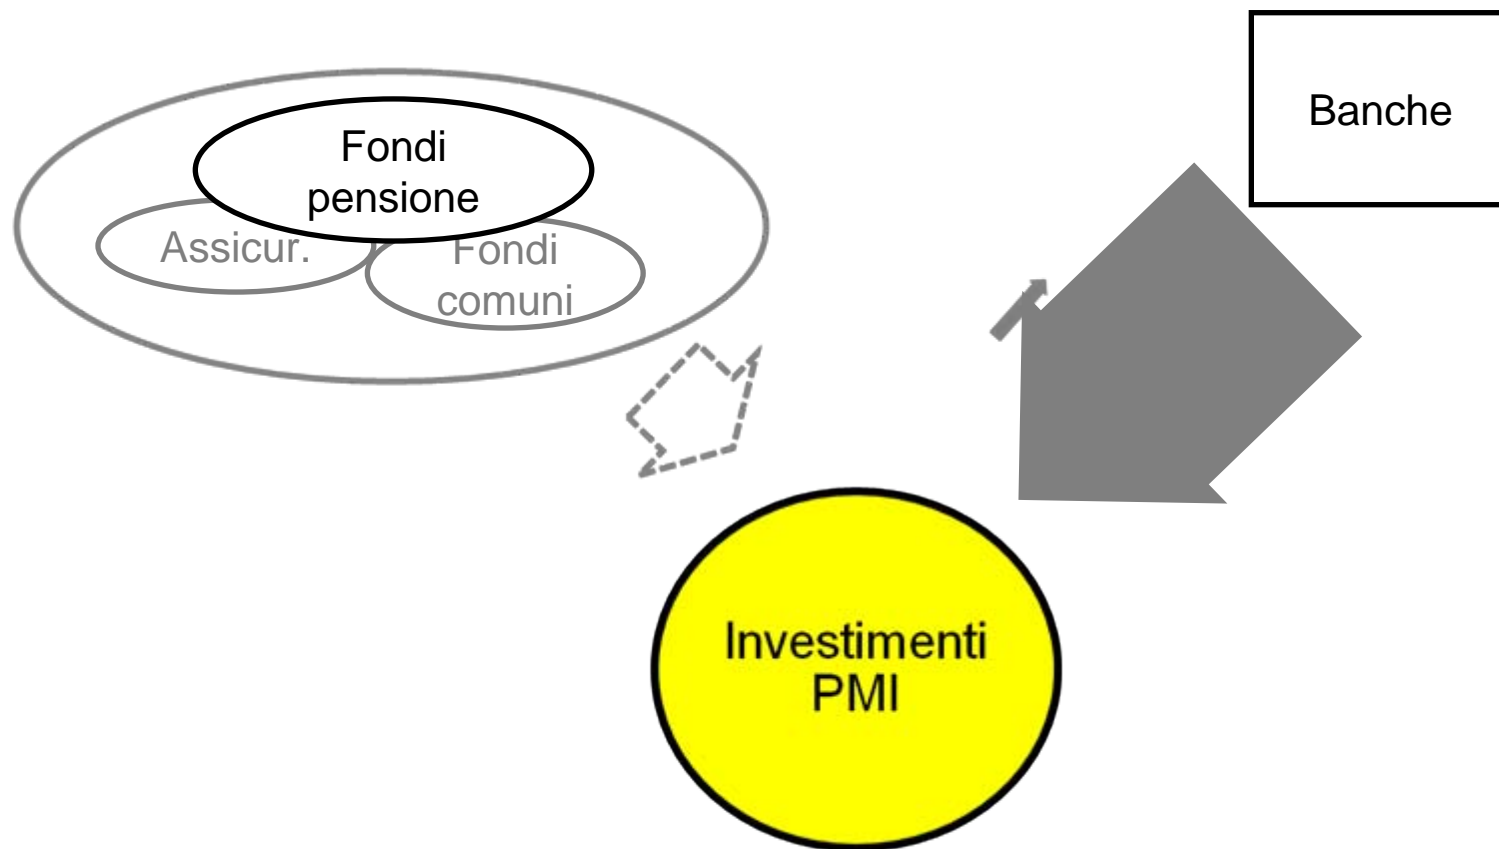 Banche
Fondi
pensione
Assicur.
Fondi
comuni
Investimenti
PMI